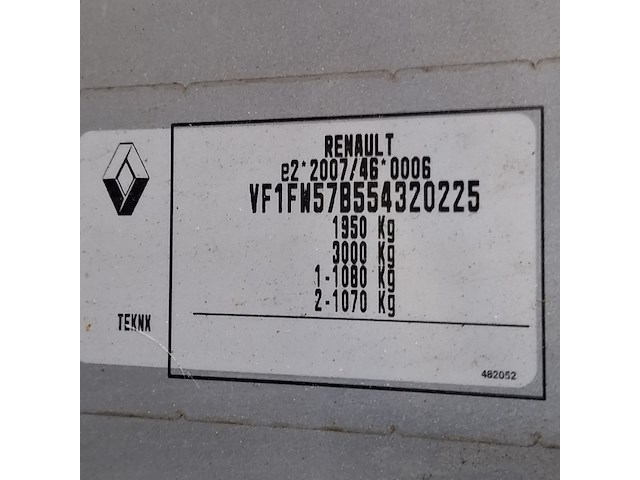 RENAULT
e2*2007/46*0006
VF1FW57B554320225
1950 Kg
3000 Kg
1-1080 Kg
2-1070 Kg
TEKNX
482052